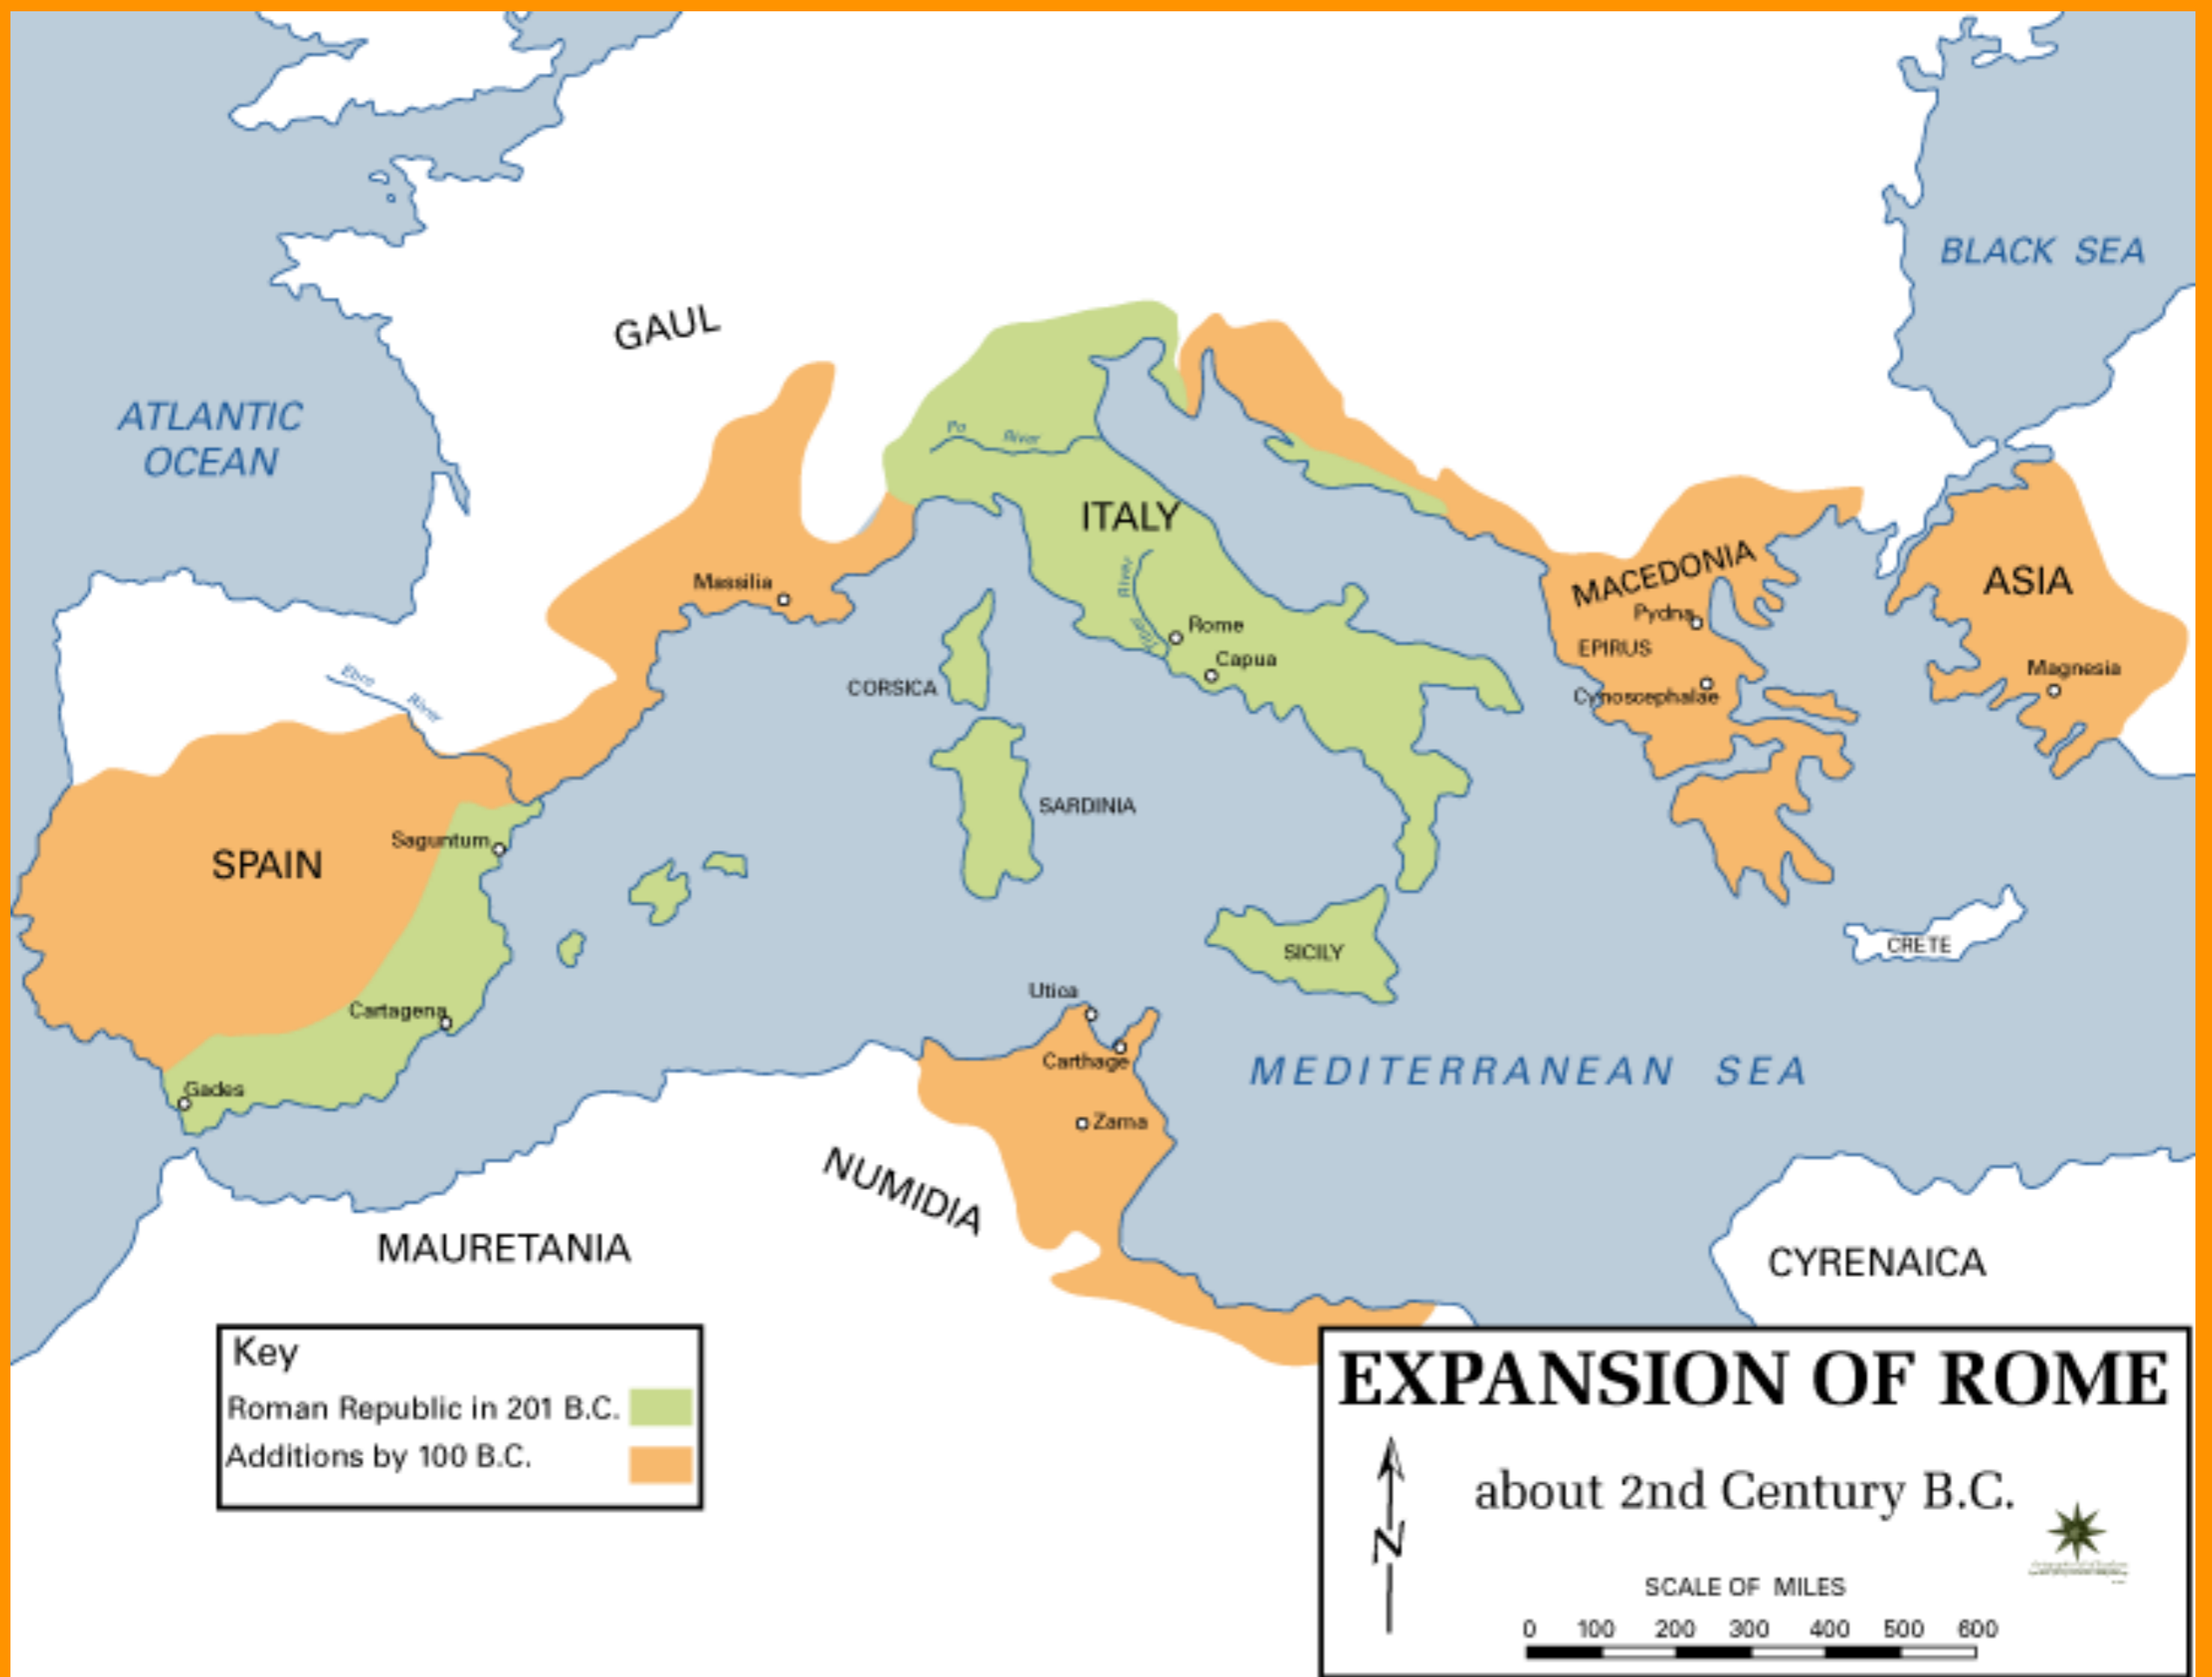 BLACK SEA
GAUL
ATLANTIC
OCEAN
Po
River
ITALY
MACEDONIA
ASIA
Massilia
River
Pydna
Rome
EPIRUS
Capua
Magnesia
Ebro
River
CORSICA
Cynoscephalae
SARDINIA
Saguntum
SPAIN
CRETE
SICILY
Utica
Cartagena
Carthage
MEDITERRANEAN SEA
Gades
Zama
NUMIDIA
MAURETANIA
CYRENAICA
Key
Roman Republic in 201 B.C.
Additions by 100 B.C.
EXPANSION OF ROME
about 2nd Century B.C.
N
SCALE OF MILES
0 100 200 300 400 500 600